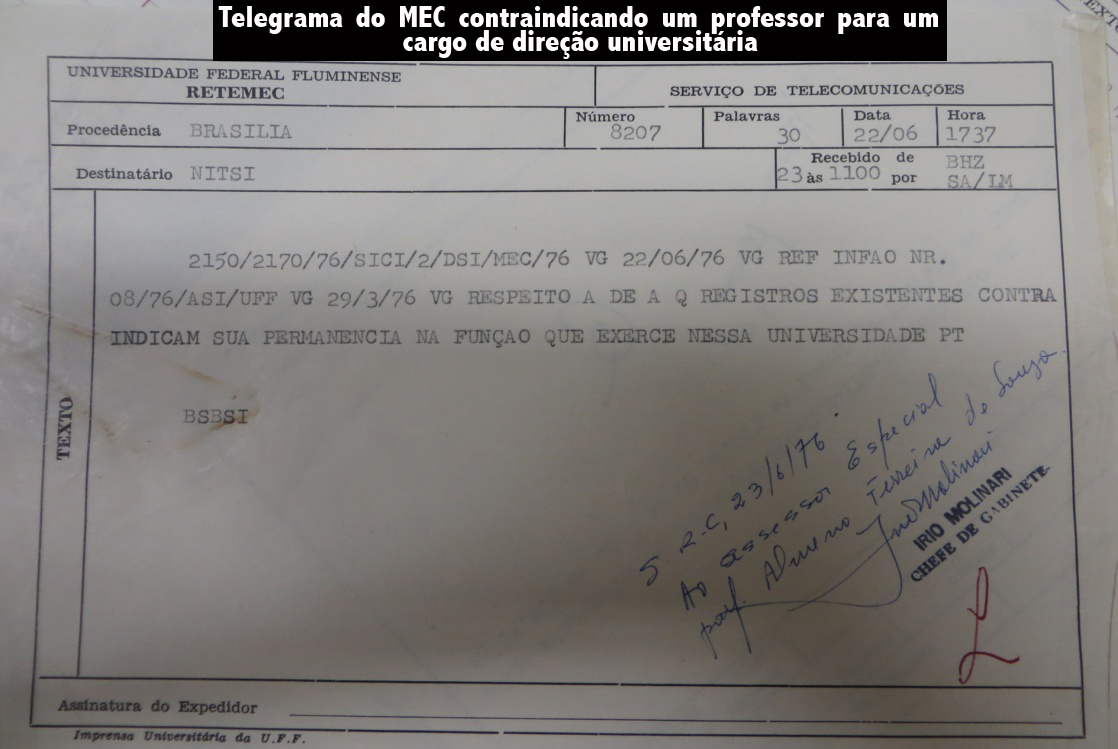 Telegrama do MEC contraindicando um professor para um
cargo de direção universitária
UNIVERSIDADE FEDERAL FLUMINENSE
RETEMEC
SERVIÇO DE TELECOMUNICAÇÕES
Procedência BRASILIA
Número
8207
Palavras
30
Data
22/06
Hora
1737
Destinatário NITSI
Recebido de BHZ
23 às 1100 por SA/IM
2150/2170/76/SICI/2/DSI/MEC/76 VG 22/06/76 VG REF INFAO NR.
08/76/ASI/UFF VG 29/3/76 VG RESPEITO A DE A Q REGISTROS EXISTENTES CONTRA
INDICAM SUA PERMANENCIA NA FUNÇAO QUE EXERCE NESSA UNIVERSIDADE PT
BSBSI
TEXTO
23/6/76
Ao assessor Especial
prof. Ferreira de Souza.
IRIO MOLINARI
CHEFE DE GABINETE
Assinatura do Expedidor
Imprensa Universitária da U.F.F.